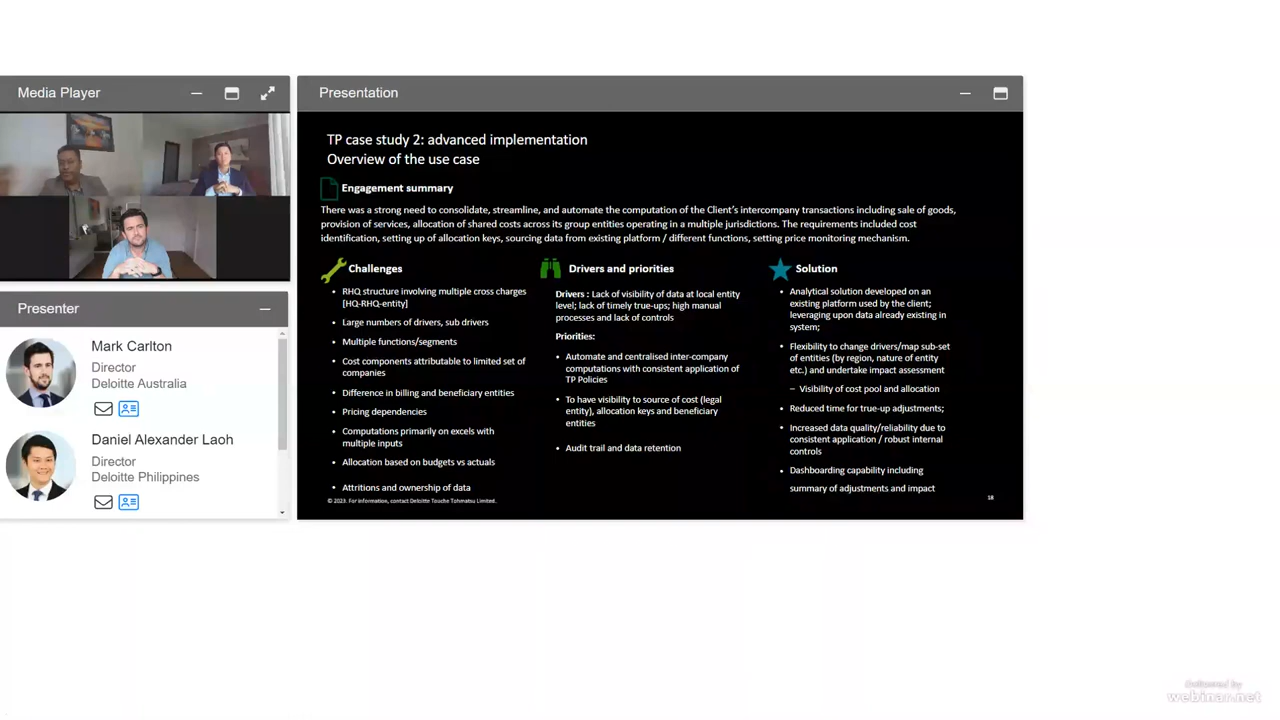 Media Player
Presenter
Mark Carlton
Director
Deloitte Australia
Daniel Alexander Laoh
Director
Deloitte Philippines
Presentation
TP case study 2: advanced implementation
Overview of the use case
Engagement summary
There was a strong need to consolidate, streamline, and automate the computation of the Client's intercompany transactions including sale of goods,
provision of services, allocation of shared costs across its group entities operating in a multiple jurisdictions. The requirements included cost
identification, setting up of allocation keys, sourcing data from existing platform / different functions, setting price monitoring mechanism.
Challenges
• RHQ structure involving multiple cross charges
[HQ-RHQ-entity]
• Large numbers of drivers, sub drivers
• Multiple functions/segments
• Cost components attributable to limited set of
companies
• Difference in billing and beneficiary entities
• Pricing dependencies
• Computations primarily on excels with
multiple inputs
• Allocation based on budgets vs actuals
• Attritions and ownership of data
Drivers and priorities
Drivers : Lack of visibility of data at local entity
level; lack of timely true-ups; high manual
processes and lack of controls
Priorities:
• Automate and centralised inter-company
computations with consistent application of
TP Policies
• To have visibility to source of cost (legal
entity), allocation keys and beneficiary
entities
• Audit trail and data retention
Solution
• Analytical solution developed on an
existing platform used by the client;
leveraging upon data already existing in
system;
• Flexibility to change drivers/map sub-set
of entities (by region, nature of entity
etc.) and undertake impact assessment
– Visibility of cost pool and allocation
• Reduced time for true-up adjustments;
• Increased data quality/reliability due to
consistent application / robust internal
controls
• Dashboarding capability including
summary of adjustments and impact
© 2023. For information, contact Deloitte Touche Tohmatsu Limited.
18
Delivered by
webinar.net